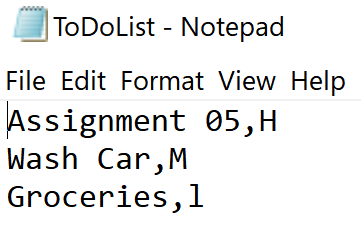 ToDoList - Notepad
File Edit Format View Help
Assignment 05,H
Wash Car,M
Groceries,l